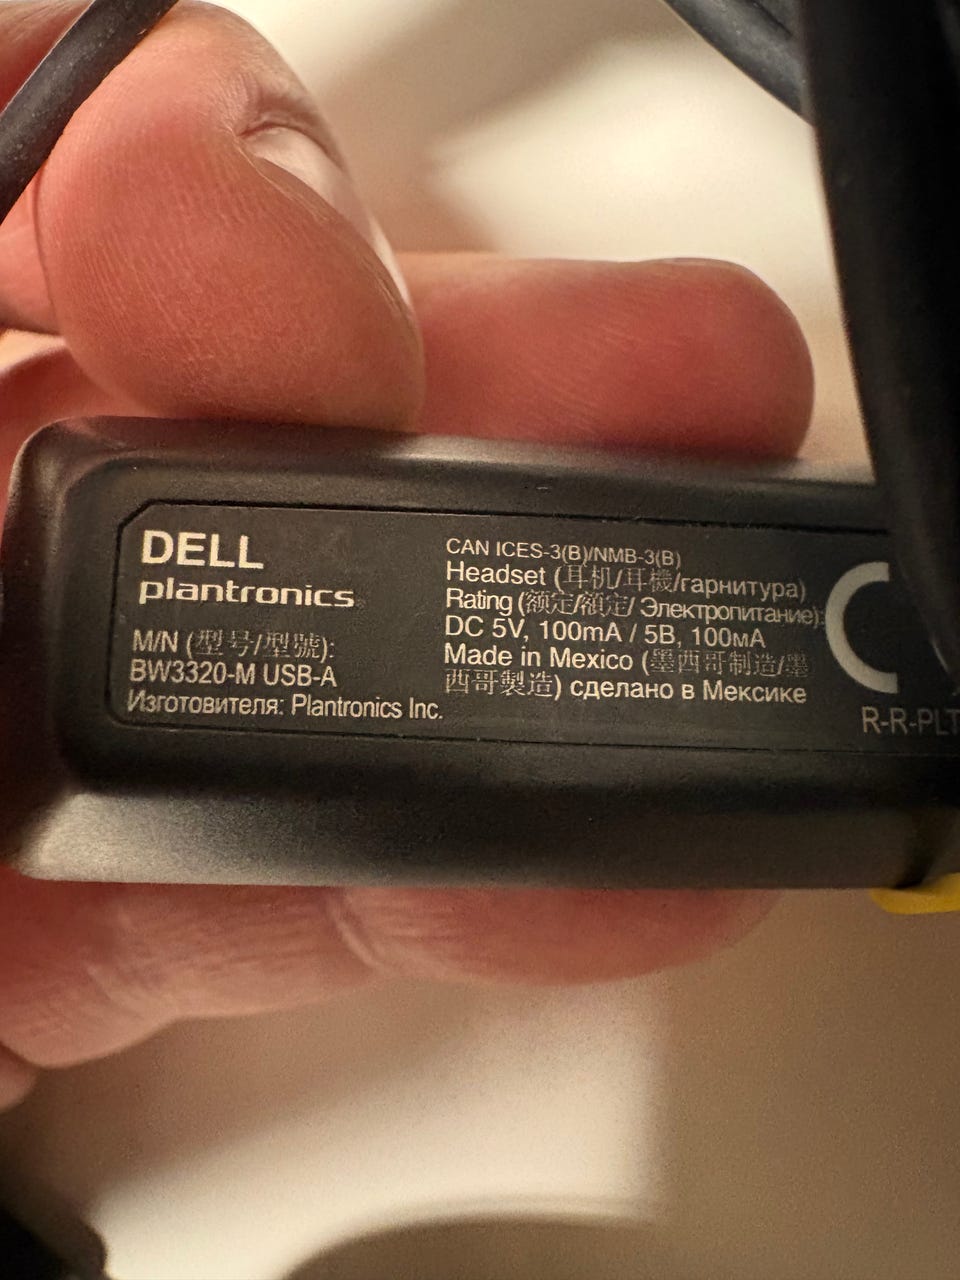 DELL
plantronics
M/N (型号/型號):
BW3320-M USB-A
Изготовителя: Plantronics Inc.
CAN ICES-3(B)/NMB-3(B)
Headset (耳机/耳機/гарнитура)
Rating (额定/額定/ Электропитание):
DC 5V, 100mA / 5B, 100мА
Made in Mexico (墨西哥制造/墨
西哥製造) сделано в Мексике
R-R-PLT